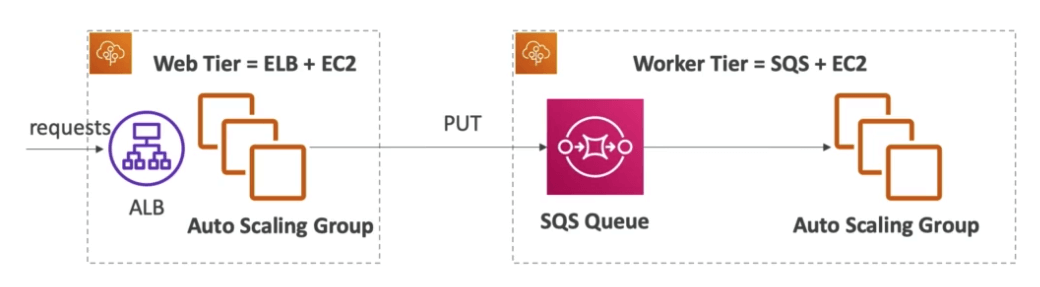 Web Tier = ELB + EC2
requests
ALB
Auto Scaling Group
PUT
Worker Tier = SQS + EC2
SQS Queue
Auto Scaling Group